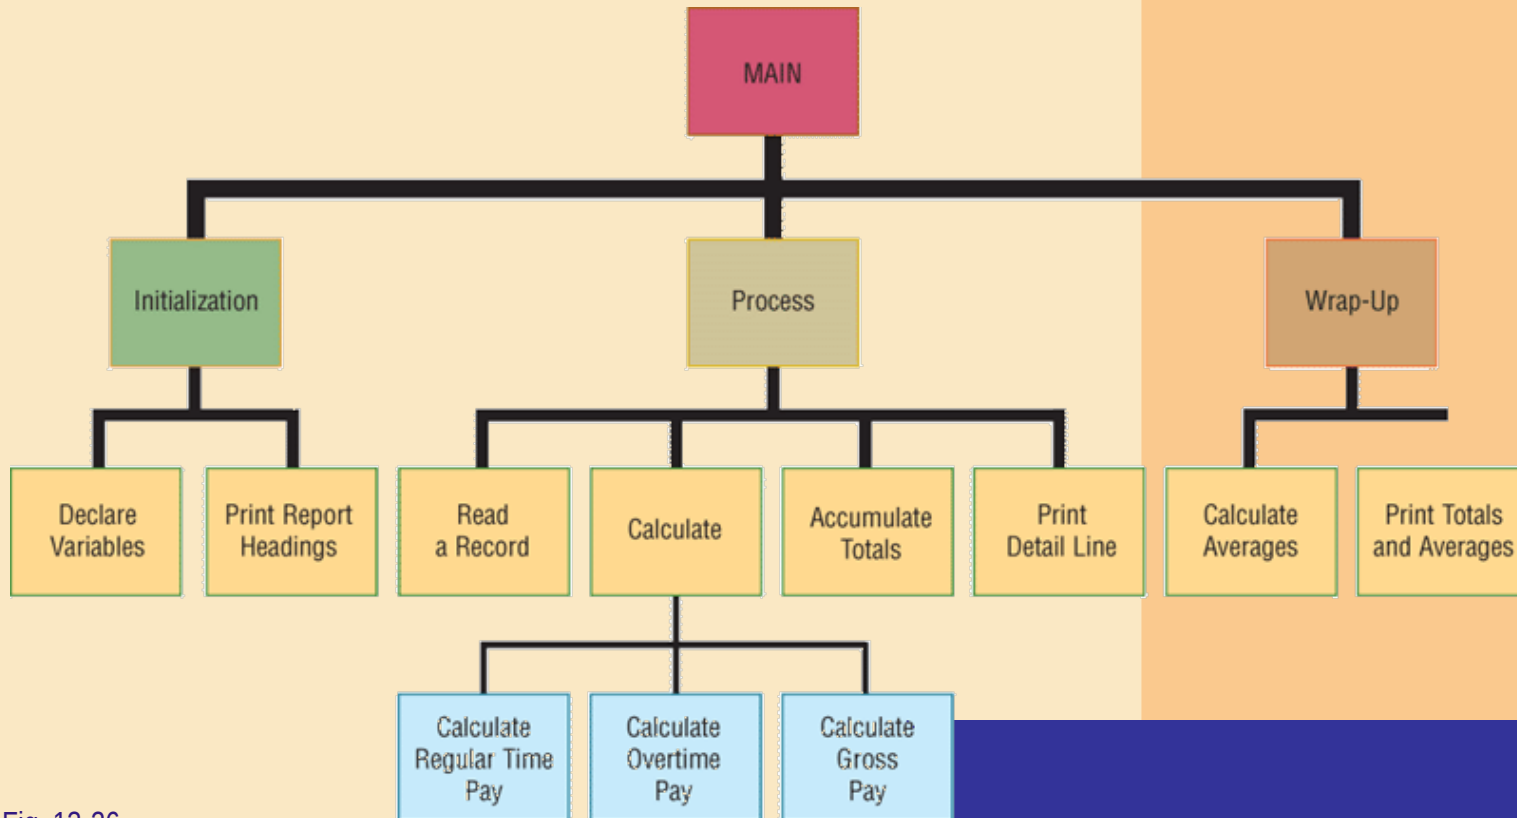 MAIN
Initialization
Process
Wrap-Up
Declare
Variables
Print Report
Headings
Read
a Record
Calculate
Accumulate
Totals
Print
Detail Line
Calculate
Averages
Print Totals
and Averages
Calculate
Regular Time
Pay
Calculate
Overtime
Pay
Calculate
Gross
Pay